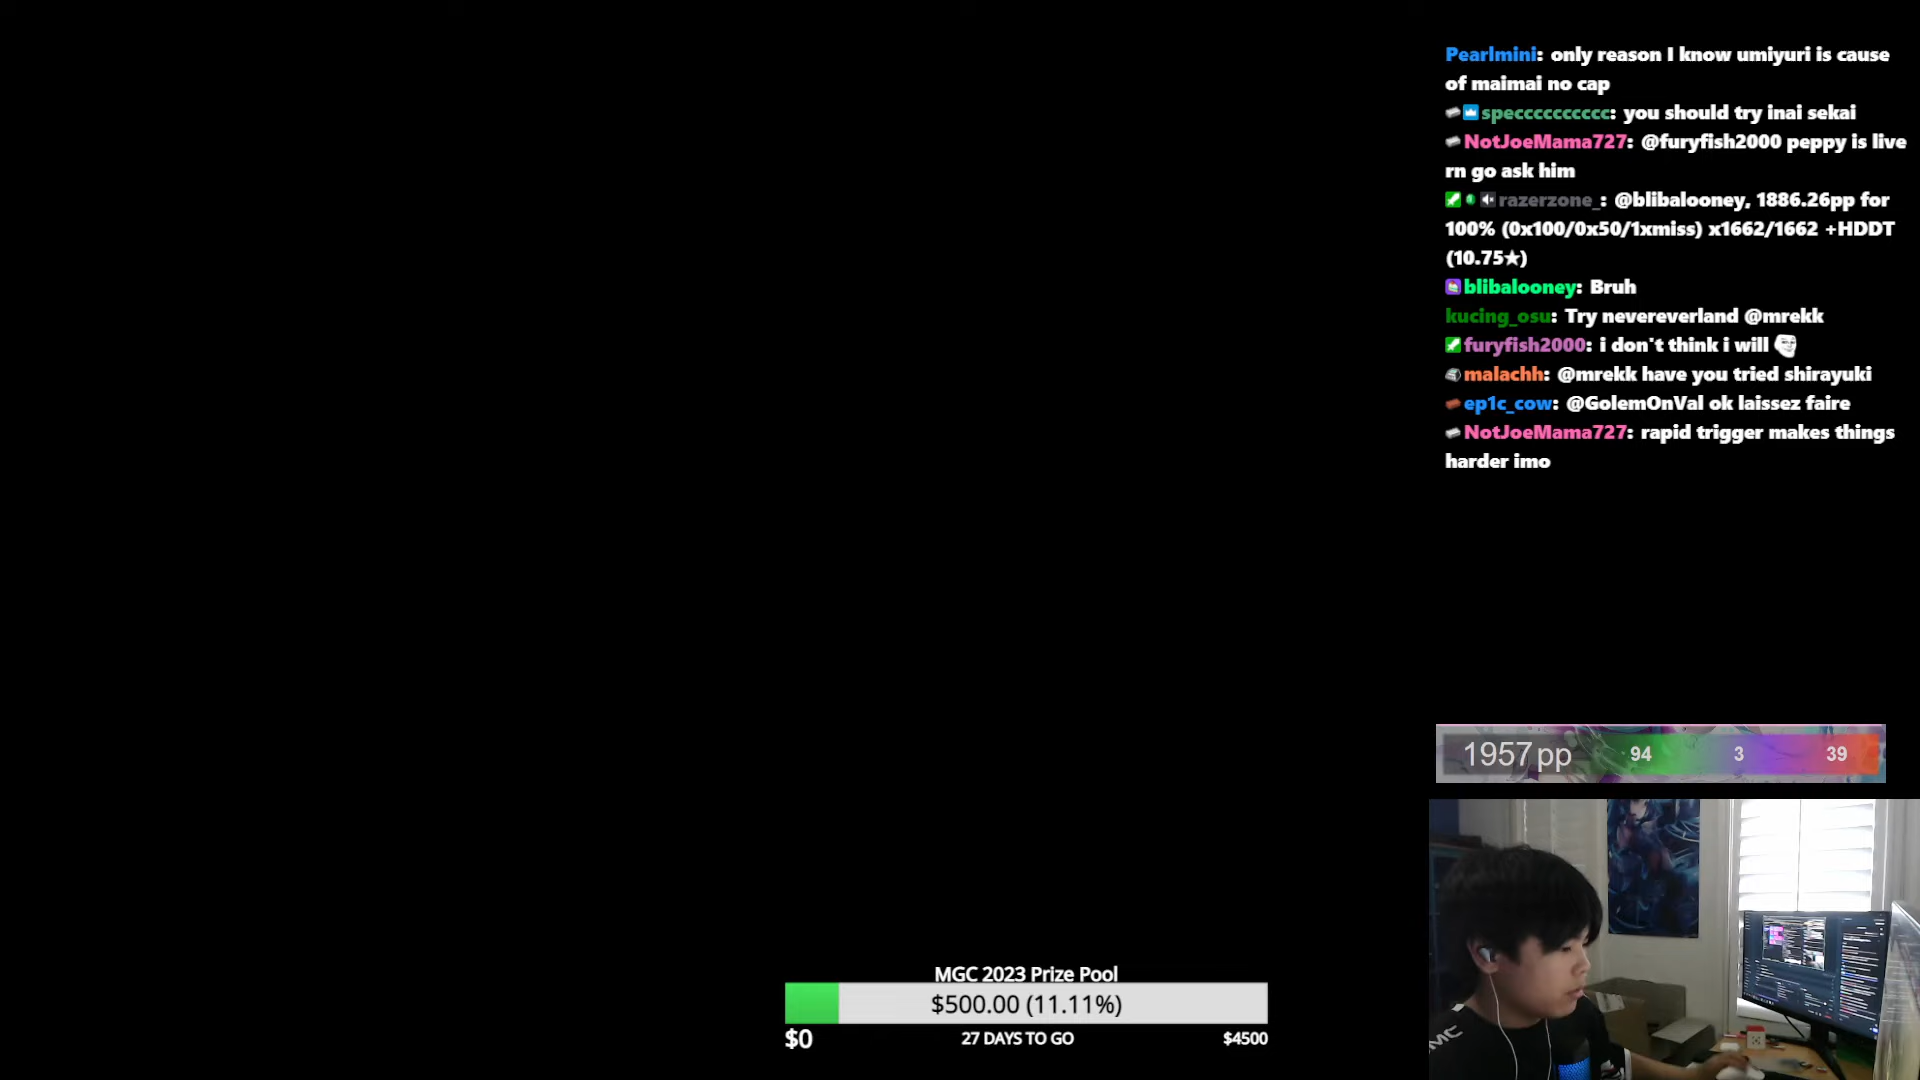 Pearlmini: only reason I know umiyuri is cause
of maimai no cap
specccccccccc: you should try inai sekai
NotJoeMama727: @furyfish2000 peppy is live
rn go ask him
razerzone_: @blibalooney, 1886.26pp for
100% (0x100/0x50/1xmiss) x1662/1662 +HDDT
(10.75★)
blibalooney: Bruh
kucing_osu: Try nevereverland @mrekk
furyfish2000: i don't think i will
malachh: @mrekk have you tried shirayuki
ep1c_cow: @GolemOnVal ok laissez faire
NotJoeMama727: rapid trigger makes things
harder imo
1957pp 94 3 39
MGC 2023 Prize Pool
$500.00 (11.11%)
$0 27 DAYS TO GO $4500